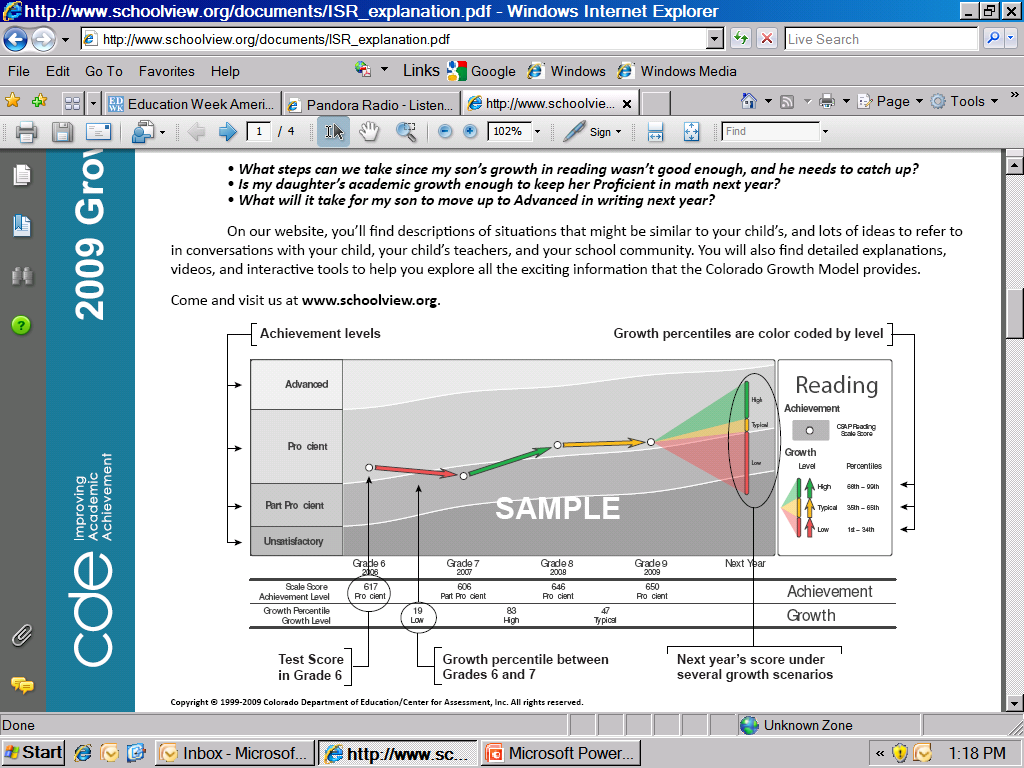 http://www.schoolview.org/documents/ISR_explanation.pdf - Windows Internet Explorer
http://www.schoolview.org/documents/ISR_explanation.pdf
Live Search
File Edit Go To Favorites Help
Links Google Windows Windows Media
Education Week Ameri... Pandora Radio - Listen... http://www.schoolvie...
Page Tools
1 / 4 102% Sign Find
2009 Grow
• What steps can we take since my son's growth in reading wasn't good enough, and he needs to catch up?
• Is my daughter's academic growth enough to keep her Proficient in math next year?
• What will it take for my son to move up to Advanced in writing next year?
On our website, you'll find descriptions of situations that might be similar to your child's, and lots of ideas to refer to
in conversations with your child, your child's teachers, and your school community. You will also find detailed explanations,
videos, and interactive tools to help you explore all the exciting information that the Colorado Growth Model provides.
Come and visit us at www.schoolview.org.
Achievement levels
Growth percentiles are color coded by level
Advanced
Pro cient
Part Pro cient
Unsatisfactory
SAMPLE
High
Typical
Low
Reading
Achievement
CSAP Reading
Scale Score
Growth
Level Percentiles
High 66th – 99th
Typical 35th – 65th
Low 1st – 34th
Grade 6 Grade 7 Grade 8 Grade 9 Next Year
2006 2007 2008 2009
Scale Score 617 606 646 650
Achievement Level Pro cient Part Pro cient Pro cient Pro cient
Achievement
Growth Percentile 19 83 47
Growth Level Low High Typical
Growth
Test Score
in Grade 6
Growth percentile between
Grades 6 and 7
Next year's score under
several growth scenarios
Copyright © 1999-2009 Colorado Department of Education/Center for Assessment, Inc. All rights reserved.
cde Improving
Academic
Achievement
Done
Unknown Zone
Start
Inbox - Microsof...
http://www.sc...
Microsoft Power...
1:18 PM